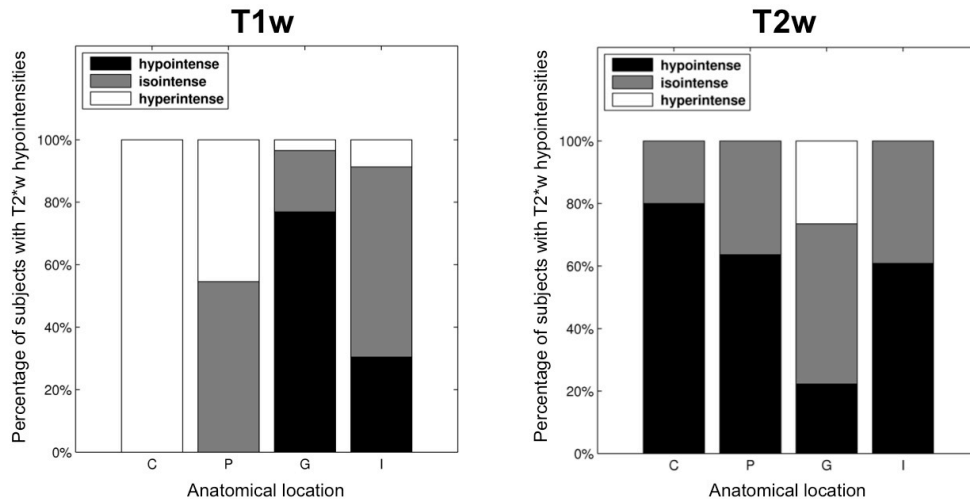 T1w
Percentage of subjects with T2*w hypointensities
hypointense
isointense
hyperintense
100%
80%
60%
40%
20%
0%
C P G I
Anatomical location
T2w
Percentage of subjects with T2*w hypointensities
hypointense
isointense
hyperintense
100%
80%
60%
40%
20%
0%
C P G I
Anatomical location